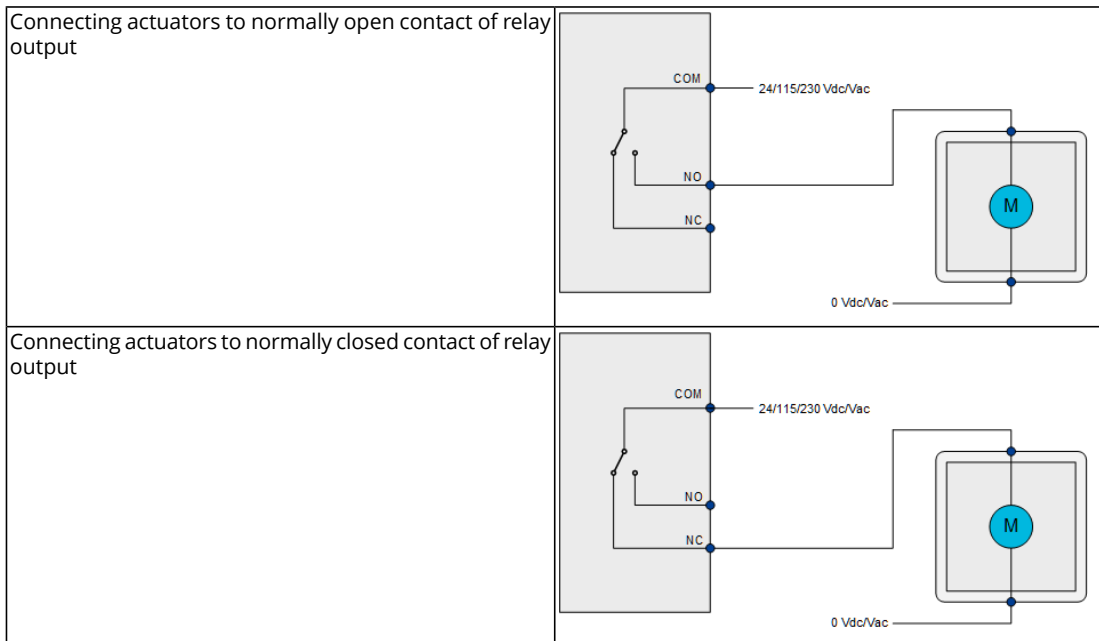 Connecting actuators to normally open contact of relay
output
COM
24/115/230 Vdc/Vac
NO
M
NC
0 Vdc/Vac
Connecting actuators to normally closed contact of relay
output
COM
24/115/230 Vdc/Vac
NO
M
NC
0 Vdc/Vac